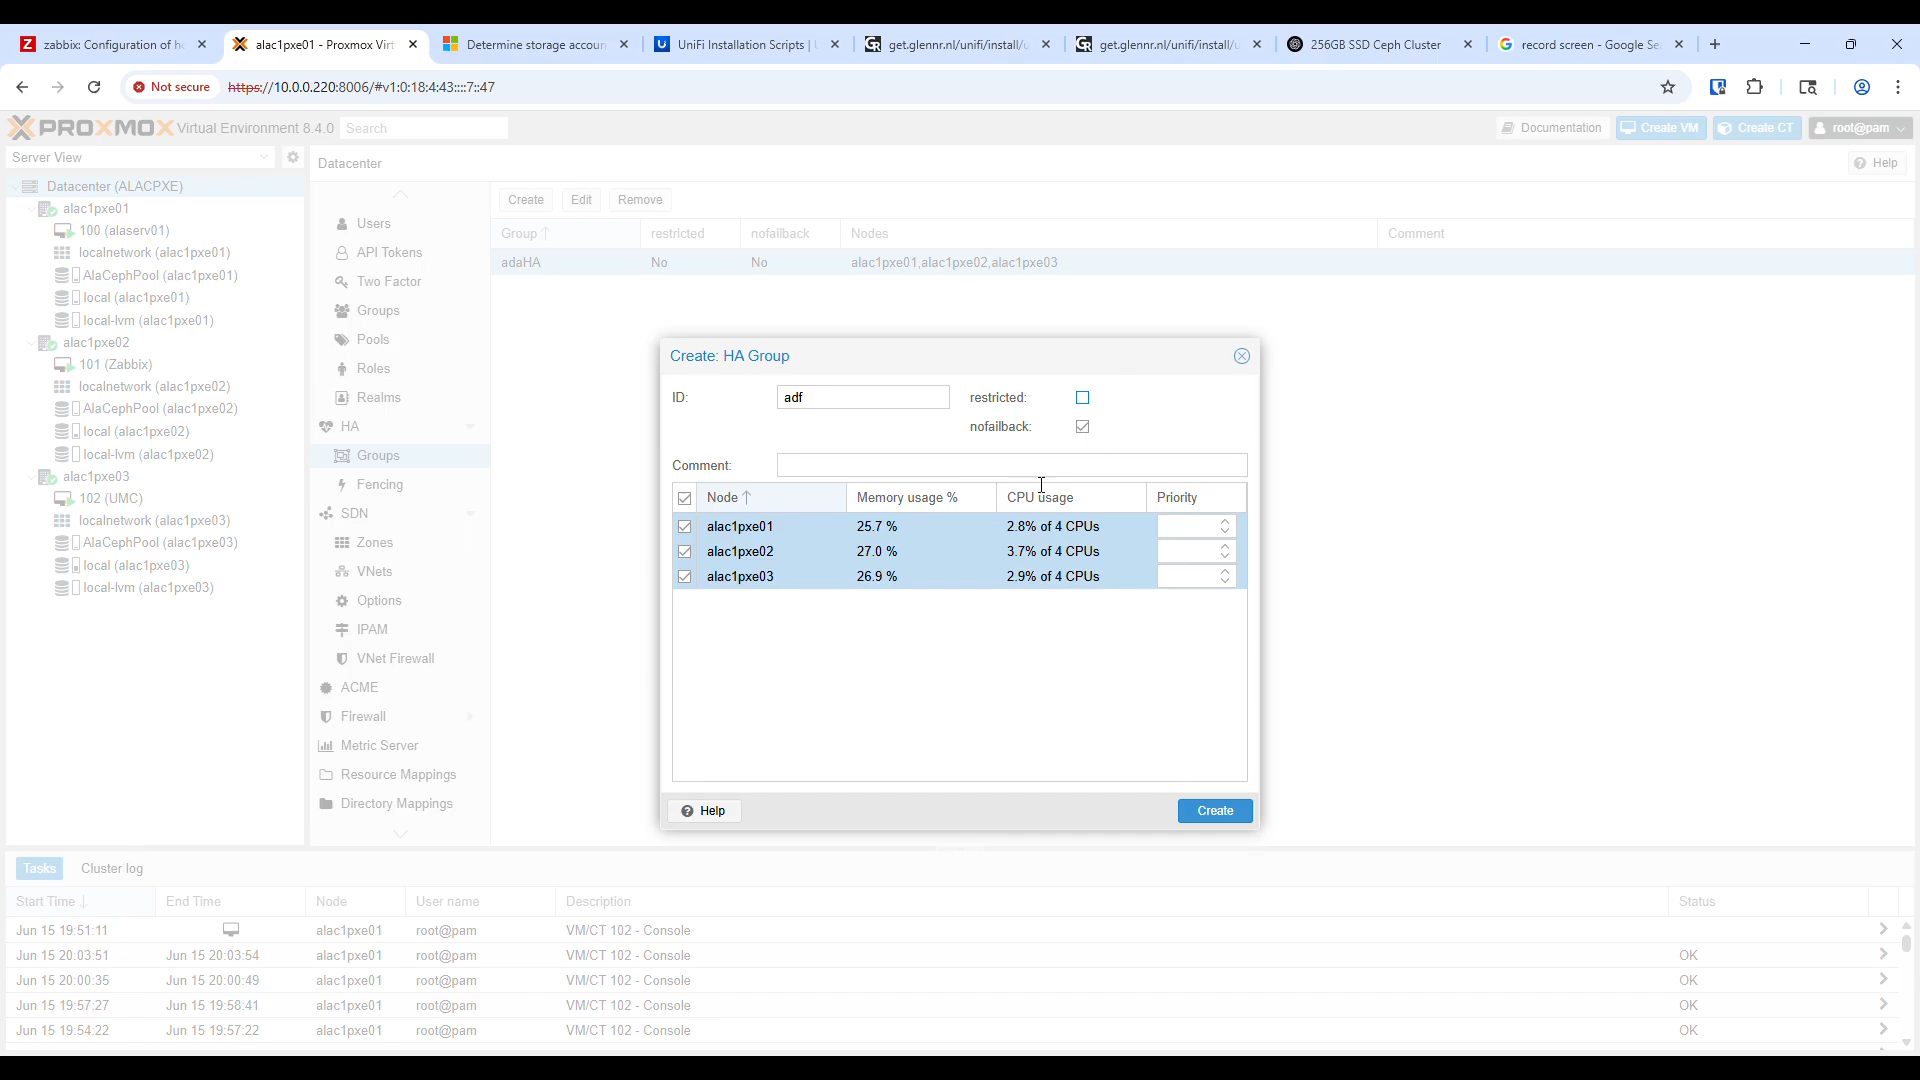 zabbix: Configuration of h
alac1pxe01 - Proxmox Virt
Determine storage accoun
UniFi Installation Scripts |
get.glennr.nl/unifi/install/u
get.glennr.nl/unifi/install/u
256GB SSD Ceph Cluster
record screen - Google Se
Not secure
https://10.0.0.220:8006/#v1:0:18:4:43::::7::47
PROXMOX Virtual Environment 8.4.0
Search
Documentation
Create VM
Create CT
root@pam
Server View
Datacenter
Help
Datacenter (ALACPXE)
alac1pxe01
100 (alaserv01)
localnetwork (alac1pxe01)
AlaCephPool (alac1pxe01)
local (alac1pxe01)
local-lvm (alac1pxe01)
alac1pxe02
101 (Zabbix)
localnetwork (alac1pxe02)
AlaCephPool (alac1pxe02)
local (alac1pxe02)
local-lvm (alac1pxe02)
alac1pxe03
102 (UMC)
localnetwork (alac1pxe03)
AlaCephPool (alac1pxe03)
local (alac1pxe03)
local-lvm (alac1pxe03)
Users
API Tokens
Two Factor
Groups
Pools
Roles
Realms
HA
Groups
Fencing
SDN
Zones
VNets
Options
IPAM
VNet Firewall
ACME
Firewall
Metric Server
Resource Mappings
Directory Mappings
Create Edit Remove
Group restricted nofailback Nodes Comment
adaHA No No alac1pxe01,alac1pxe02,alac1pxe03
Create: HA Group
ID: adf restricted:
nofailback:
Comment:
Node Memory usage % CPU usage Priority
alac1pxe01 25.7 % 2.8% of 4 CPUs
alac1pxe02 27.0 % 3.7% of 4 CPUs
alac1pxe03 26.9 % 2.9% of 4 CPUs
Help
Create
Tasks Cluster log
Start Time End Time Node User name Description Status
Jun 15 19:51:11 alac1pxe01 root@pam VM/CT 102 - Console
Jun 15 20:03:51 Jun 15 20:03:54 alac1pxe01 root@pam VM/CT 102 - Console OK
Jun 15 20:00:35 Jun 15 20:00:49 alac1pxe01 root@pam VM/CT 102 - Console OK
Jun 15 19:57:27 Jun 15 19:58:41 alac1pxe01 root@pam VM/CT 102 - Console OK
Jun 15 19:54:22 Jun 15 19:57:22 alac1pxe01 root@pam VM/CT 102 - Console OK